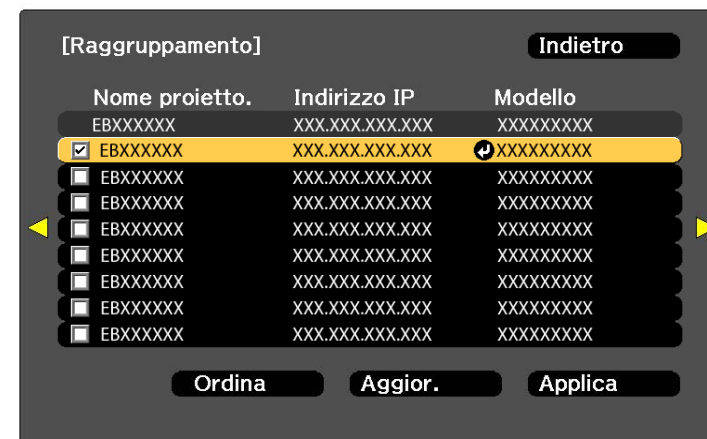 [Raggruppamento] Indietro
Nome proietto. Indirizzo IP Modello
EBXXXXXX XXX.XXX.XXX.XXX XXXXXXXXX
EBXXXXXX XXX.XXX.XXX.XXX XXXXXXXXX
EBXXXXXX XXX.XXX.XXX.XXX XXXXXXXXX
EBXXXXXX XXX.XXX.XXX.XXX XXXXXXXXX
EBXXXXXX XXX.XXX.XXX.XXX XXXXXXXXX
EBXXXXXX XXX.XXX.XXX.XXX XXXXXXXXX
EBXXXXXX XXX.XXX.XXX.XXX XXXXXXXXX
EBXXXXXX XXX.XXX.XXX.XXX XXXXXXXXX
EBXXXXXX XXX.XXX.XXX.XXX XXXXXXXXX
Ordina Aggior. Applica